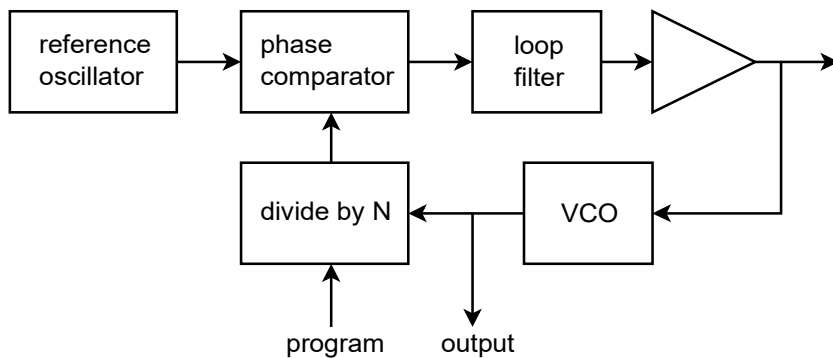 reference
oscillator
phase
comparator
loop
filter
divide by N
VCO
program
output